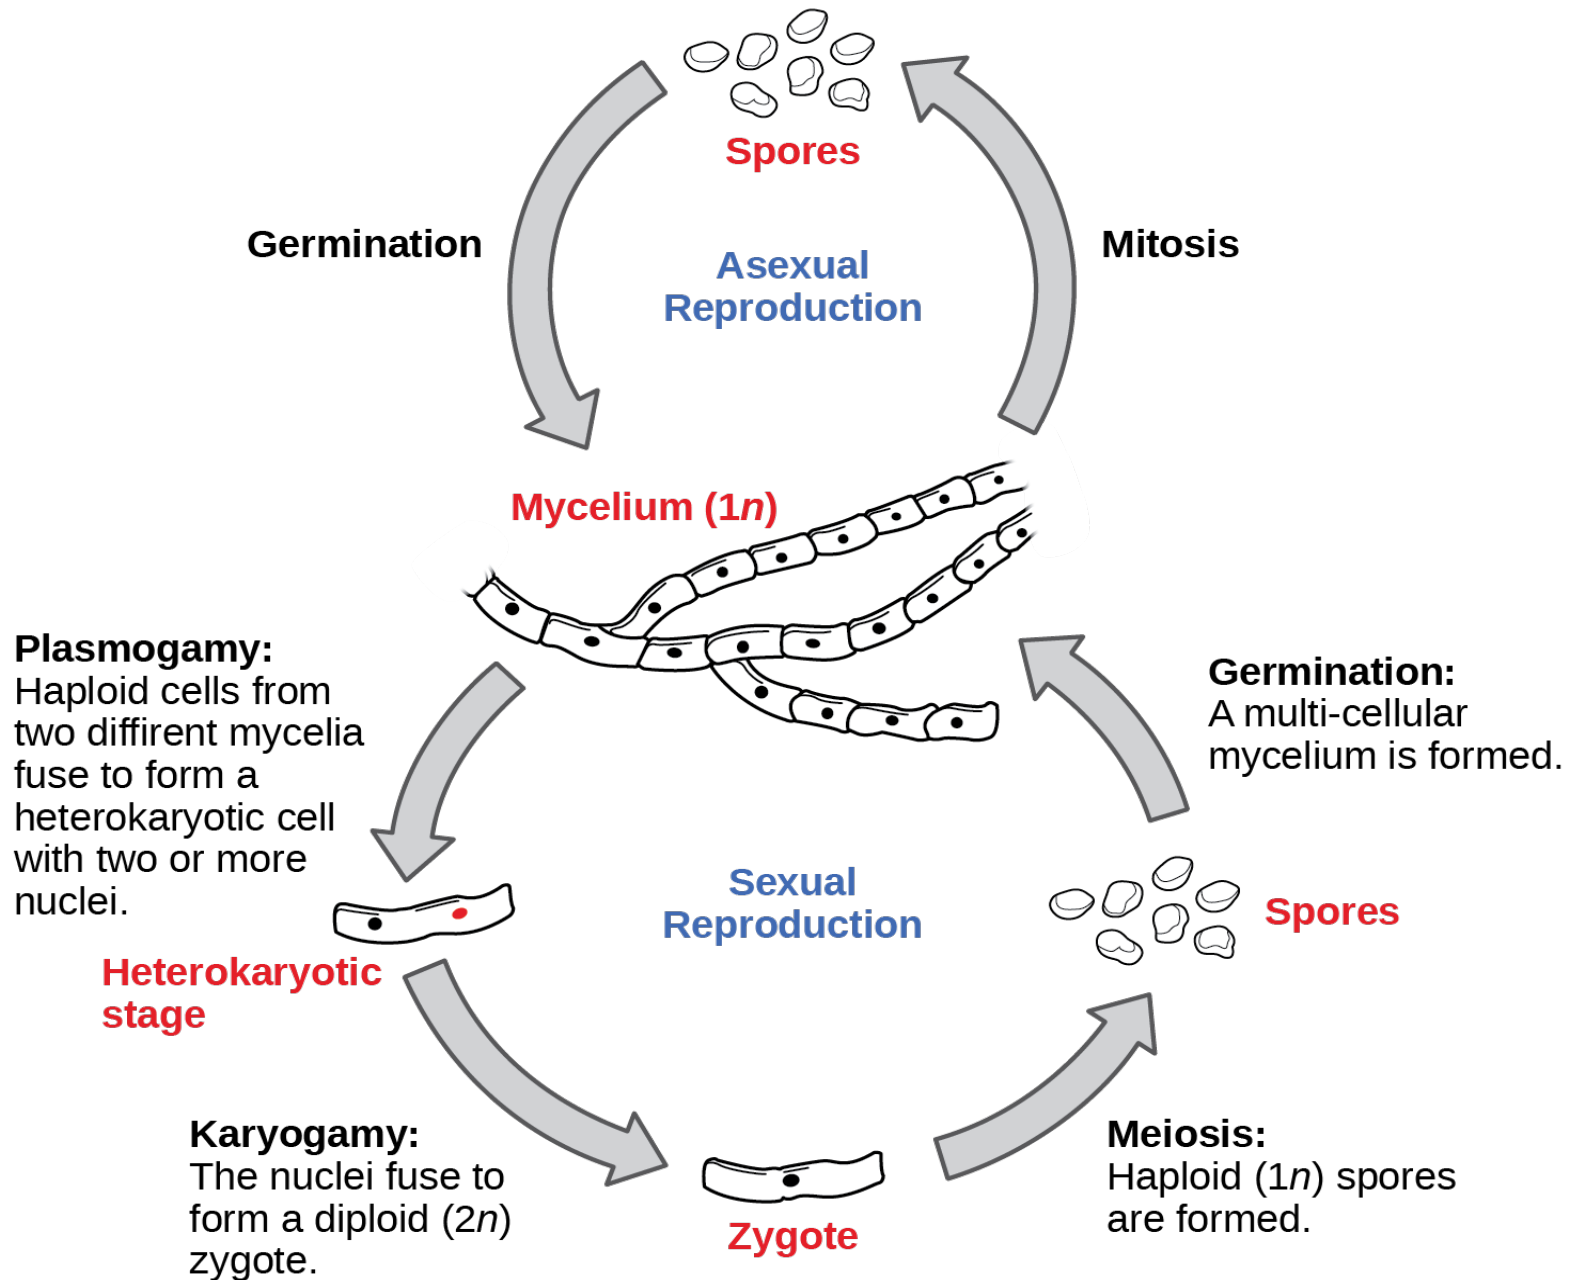 Spores
Germination
Mitosis
Asexual
Reproduction
Mycelium (1n)
Plasmogamy:
Haploid cells from
two diffirent mycelia
fuse to form a
heterokaryotic cell
with two or more
nuclei.
Germination:
A multi-cellular
mycelium is formed.
Sexual
Reproduction
Spores
Heterokaryotic
stage
Karyogamy:
The nuclei fuse to
form a diploid (2n)
zygote.
Zygote
Meiosis:
Haploid (1n) spores
are formed.